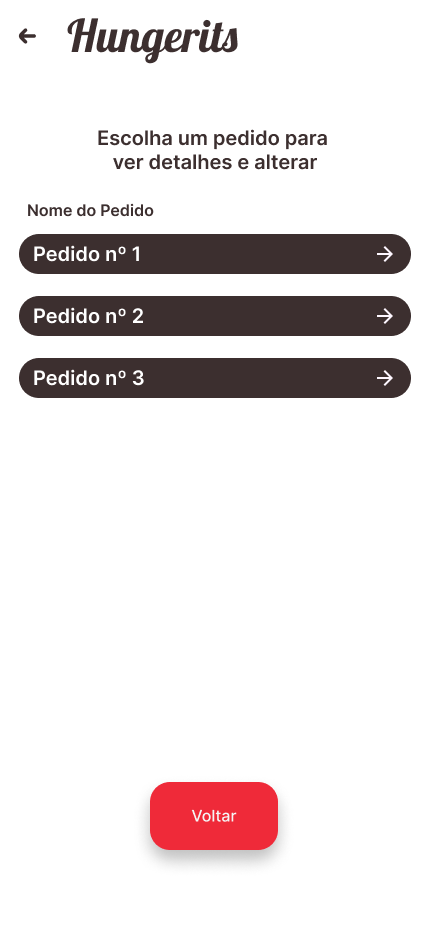 Hungerits
Escolha um pedido para
ver detalhes e alterar
Nome do Pedido
Pedido nº 1
Pedido nº 2
Pedido nº 3
Voltar